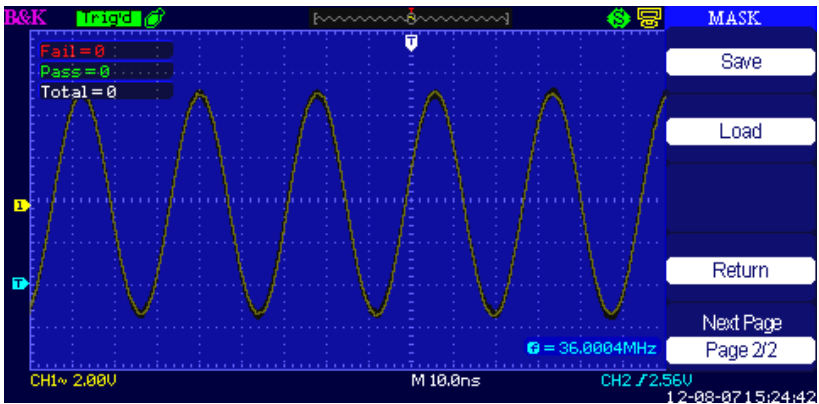 B&K Trig'd T S MASK
Fail=0
Pass=0
Total=0
Save
Load
1
T
Return
Next Page
f = 36.0004MHz
Page 2/2
CH1~ 2.00V M 10.0ns CH2 / 2.56V
12-08-07 15:24:42